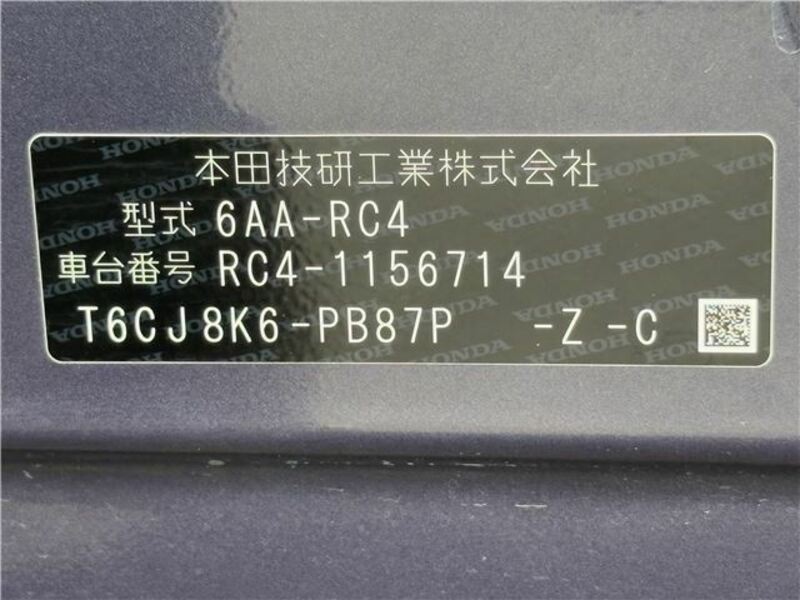 本田技研工業株式会社
型式 6AA-RC4
車台番号 RC4-1156714
T6CJ8K6-PB87P -Z -C